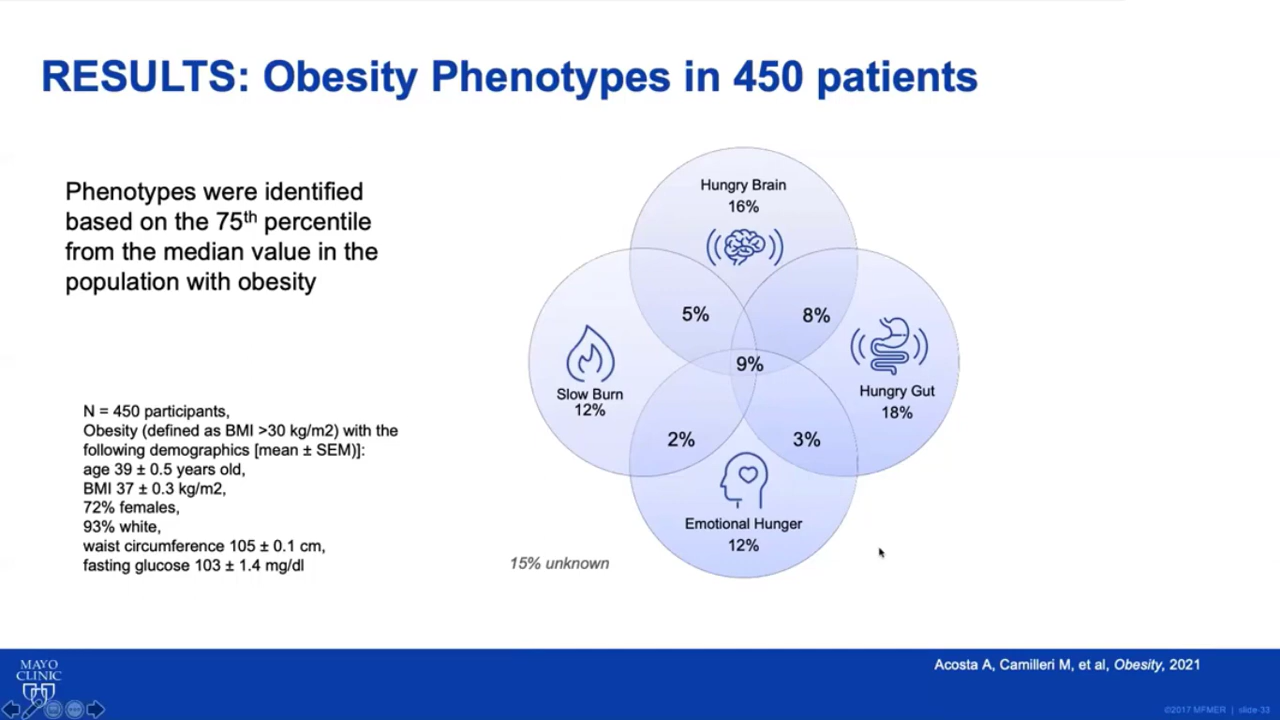 RESULTS: Obesity Phenotypes in 450 patients
Phenotypes were identified
based on the 75th percentile
from the median value in the
population with obesity
N = 450 participants,
Obesity (defined as BMI >30 kg/m2) with the
following demographics [mean ± SEM)]:
age 39 ± 0.5 years old,
BMI 37 ± 0.3 kg/m2,
72% females,
93% white,
waist circumference 105 ± 0.1 cm,
fasting glucose 103 ± 1.4 mg/dl
Hungry Brain
16%
5%
8%
9%
Slow Burn
12%
Hungry Gut
18%
2%
3%
Emotional Hunger
12%
15% unknown
MAYO
CLINIC
Acosta A, Camilleri M, et al, Obesity, 2021
©2017 MFMER | slide-33